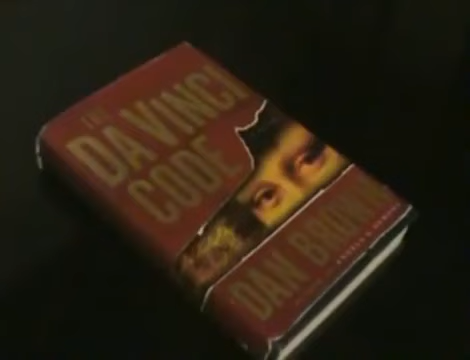 THE
DA VINCI
CODE
DAN BROWN